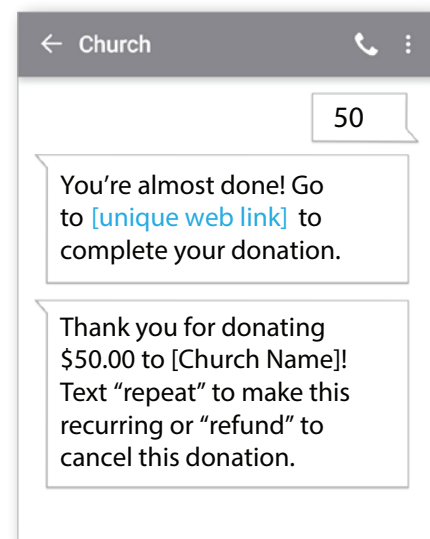 Church
50
You’re almost done! Go
to [unique web link] to
complete your donation.
Thank you for donating
$50.00 to [Church Name]!
Text “repeat” to make this
recurring or “refund” to
cancel this donation.